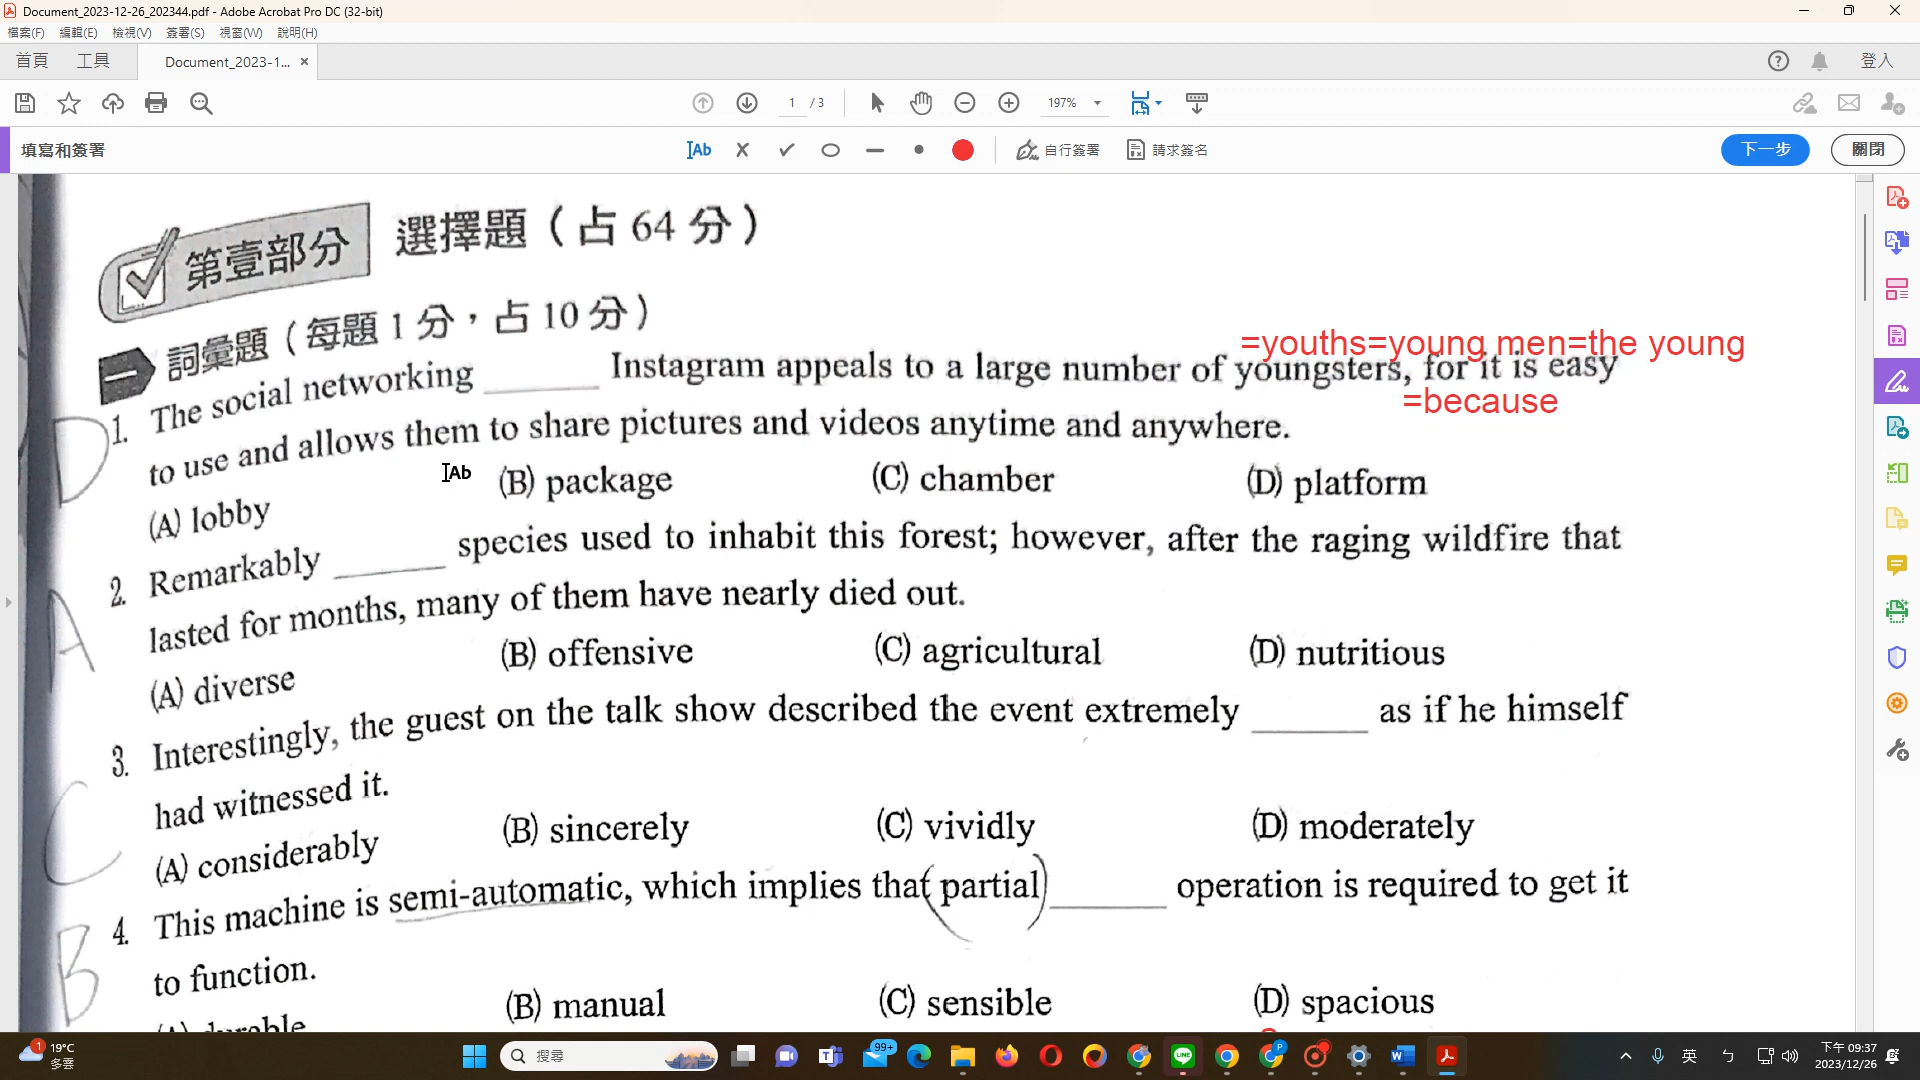 Document_2023-12-26_202344.pdf - Adobe Acrobat Pro DC (32-bit)
檔案(F) 編輯(E) 檢視(V) 簽署(S) 視窗(W) 說明(H)
首頁 工具 Document_2023-1... × 登入
1 / 3 197%
填寫和簽署 Ab 自行簽署 請求簽名 下一步 關閉
第壹部分 選擇題（占 64 分）
一 詞彙題（每題 1 分，占 10 分）
=youths=young men=the young
D 1. The social networking ______ Instagram appeals to a large number of youngsters, for it is easy
=because
to use and allows them to share pictures and videos anytime and anywhere.
Ab
(A) lobby (B) package (C) chamber (D) platform
A 2. Remarkably ______ species used to inhabit this forest; however, after the raging wildfire that
lasted for months, many of them have nearly died out.
(A) diverse (B) offensive (C) agricultural (D) nutritious
C 3. Interestingly, the guest on the talk show described the event extremely ______ as if he himself
had witnessed it.
(A) considerably (B) sincerely (C) vividly (D) moderately
B 4. This machine is semi-automatic, which implies that (partial) ______ operation is required to get it
to function.
(A) durable (B) manual (C) sensible (D) spacious
1 19°C
多雲
搜尋
99+
英
下午 09:37
2023/12/26